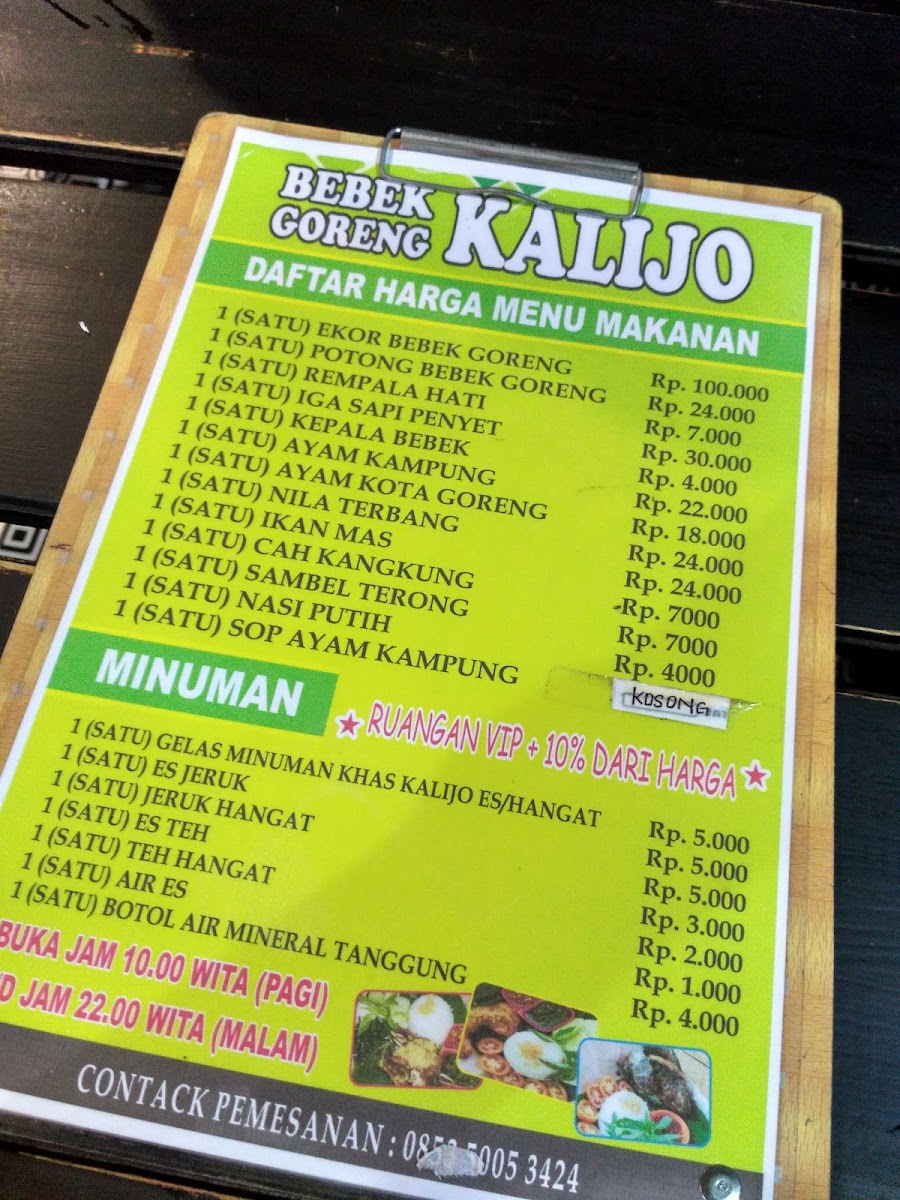 BEBEK GORENG KALIJO
DAFTAR HARGA MENU MAKANAN
1 (SATU) EKOR BEBEK GORENG Rp. 100.000
1 (SATU) POTONG BEBEK GORENG Rp. 24.000
1 (SATU) REMPALA HATI Rp. 7.000
1 (SATU) IGA SAPI PENYET Rp. 30.000
1 (SATU) KEPALA BEBEK Rp. 4.000
1 (SATU) AYAM KAMPUNG Rp. 22.000
1 (SATU) AYAM KOTA GORENG Rp. 18.000
1 (SATU) NILA TERBANG Rp. 24.000
1 (SATU) IKAN MAS Rp. 24.000
1 (SATU) CAH KANGKUNG Rp. 7000
1 (SATU) SAMBEL TERONG Rp. 7000
1 (SATU) NASI PUTIH Rp. 4000
1 (SATU) SOP AYAM KAMPUNG KOSONG
MINUMAN
RUANGAN VIP + 10% DARI HARGA
1 (SATU) GELAS MINUMAN KHAS KALIJO ES/HANGAT Rp. 5.000
1 (SATU) ES JERUK Rp. 5.000
1 (SATU) JERUK HANGAT Rp. 5.000
1 (SATU) ES TEH Rp. 3.000
1 (SATU) TEH HANGAT Rp. 2.000
1 (SATU) AIR ES Rp. 1.000
1 (SATU) BOTOL AIR MINERAL TANGGUNG Rp. 4.000
BUKA JAM 10.00 WITA (PAGI)
JAM 22.00 WITA (MALAM)
CONTACK PEMESANAN : 085 5005 3424